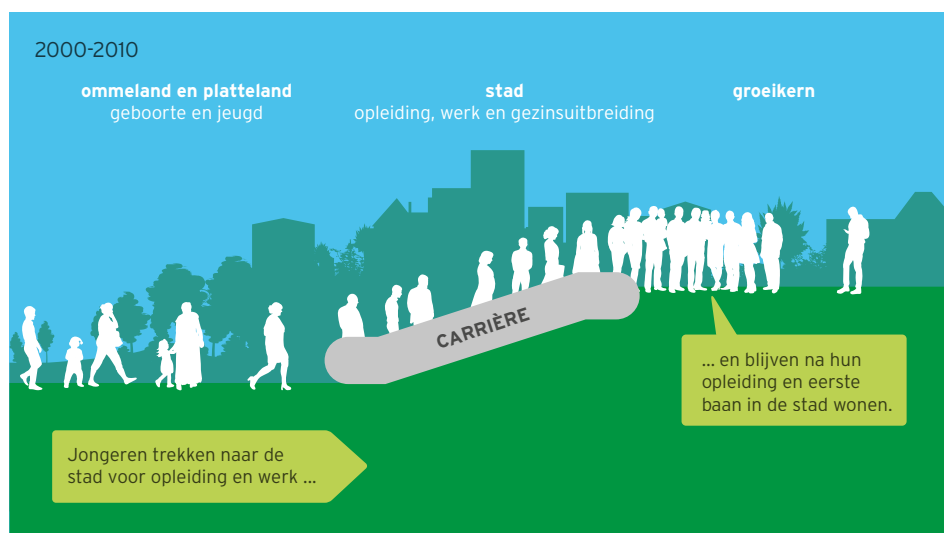 2000-2010
ommeland en platteland
geboorte en jeugd
stad
opleiding, werk en gezinsuitbreiding
groeikern
CARRIÈRE
... en blijven na hun
opleiding en eerste
baan in de stad wonen.
Jongeren trekken naar de
stad voor opleiding en werk ...